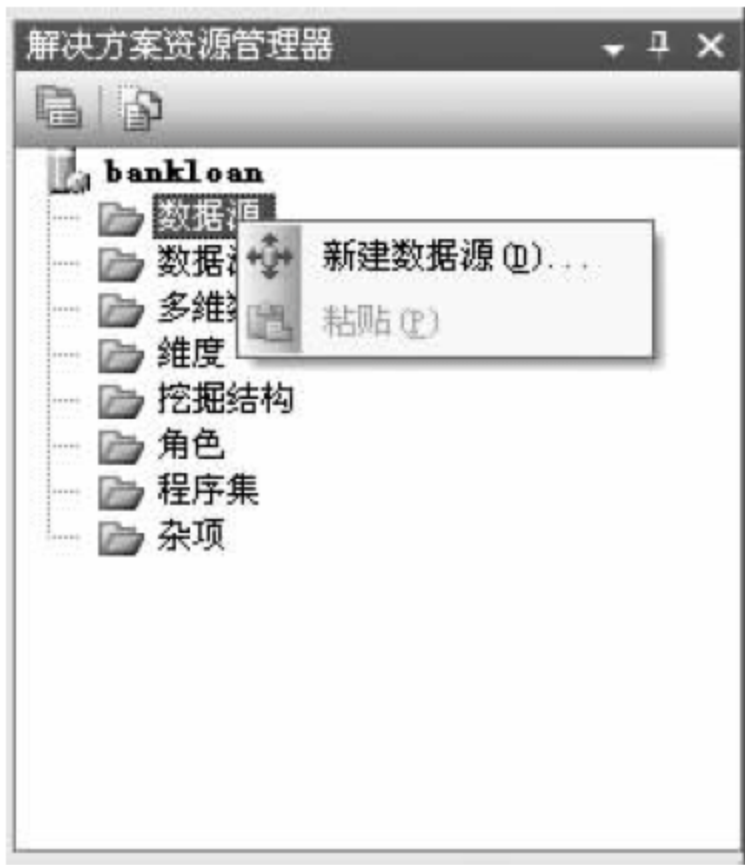 解决方案资源管理器
bankloan
数据源
数据
新建数据源(D)...
多维
粘贴(P)
维度
挖掘结构
角色
程序集
杂项